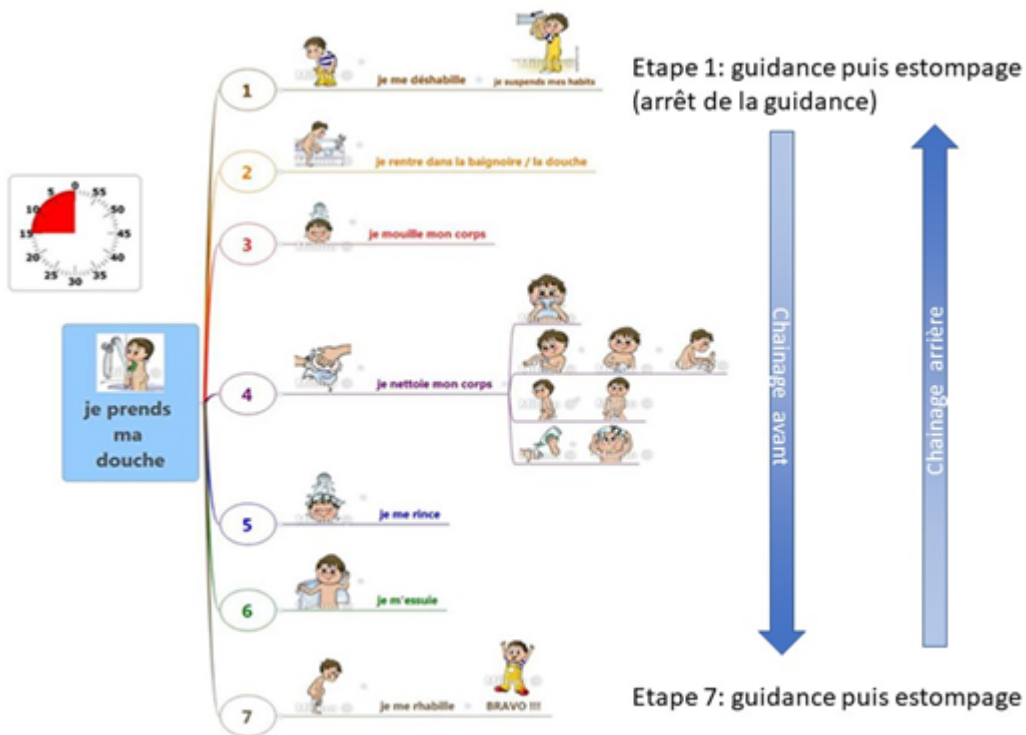 1
je me déshabille
je suspends mes habits
2
je rentre dans la baignoire / la douche
3
je mouille mon corps
0
55
50
45
40
35
30
25
20
15
10
5
je prends
ma
douche
4
je nettoie mon corps
5
je me rince
6
je m'essuie
7
je me rhabille
BRAVO !!!
Etape 1: guidance puis estompage
(arrêt de la guidance)
Chainage avant
Chainage arrière
Etape 7: guidance puis estompage